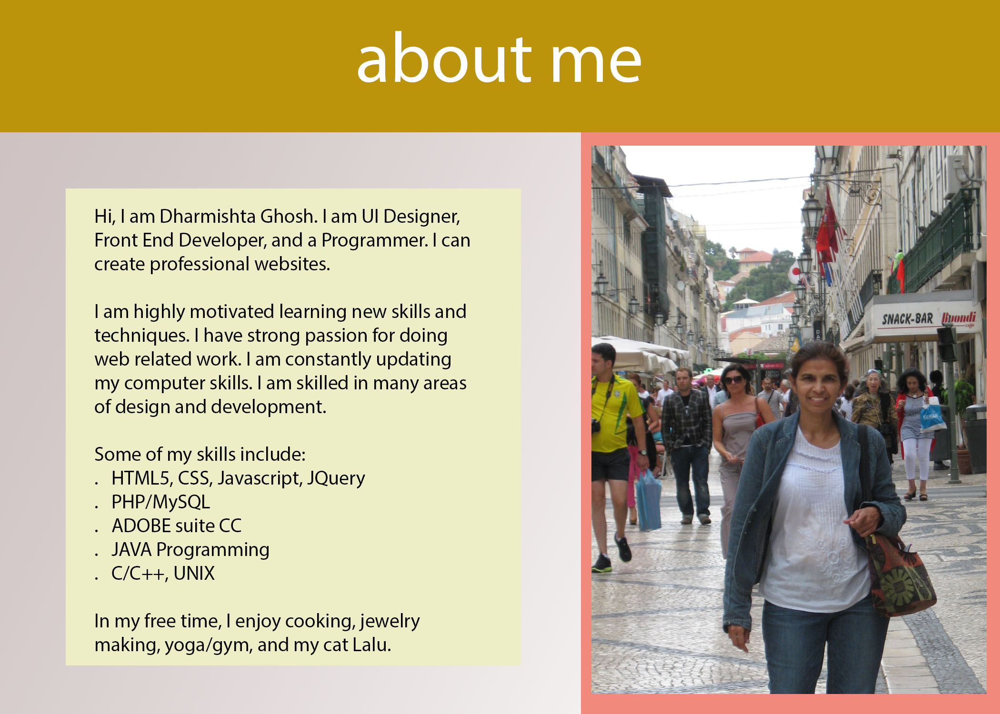 about me
Hi, I am Dharmishta Ghosh. I am UI Designer,
Front End Developer, and a Programmer. I can
create professional websites.
I am highly motivated learning new skills and
techniques. I have strong passion for doing
web related work. I am constantly updating
my computer skills. I am skilled in many areas
of design and development.
Some of my skills include:
. HTML5, CSS, Javascript, JQuery
. PHP/MySQL
. ADOBE suite CC
. JAVA Programming
. C/C++, UNIX
In my free time, I enjoy cooking, jewelry
making, yoga/gym, and my cat Lalu.
SNACK-BAR
caffè